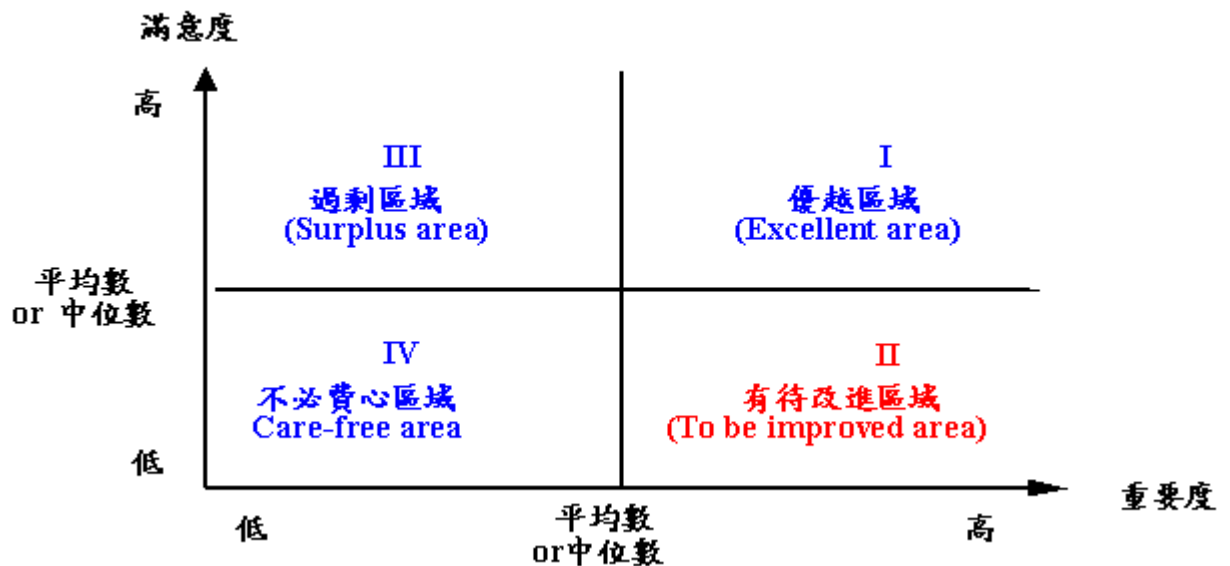 滿意度
高
III
過剩區域
(Surplus area)
I
優越區域
(Excellent area)
平均數
or 中位數
IV
不必費心區域
Care-free area
II
有待改進區域
(To be improved area)
低
重要度
低
平均數
or中位數
高